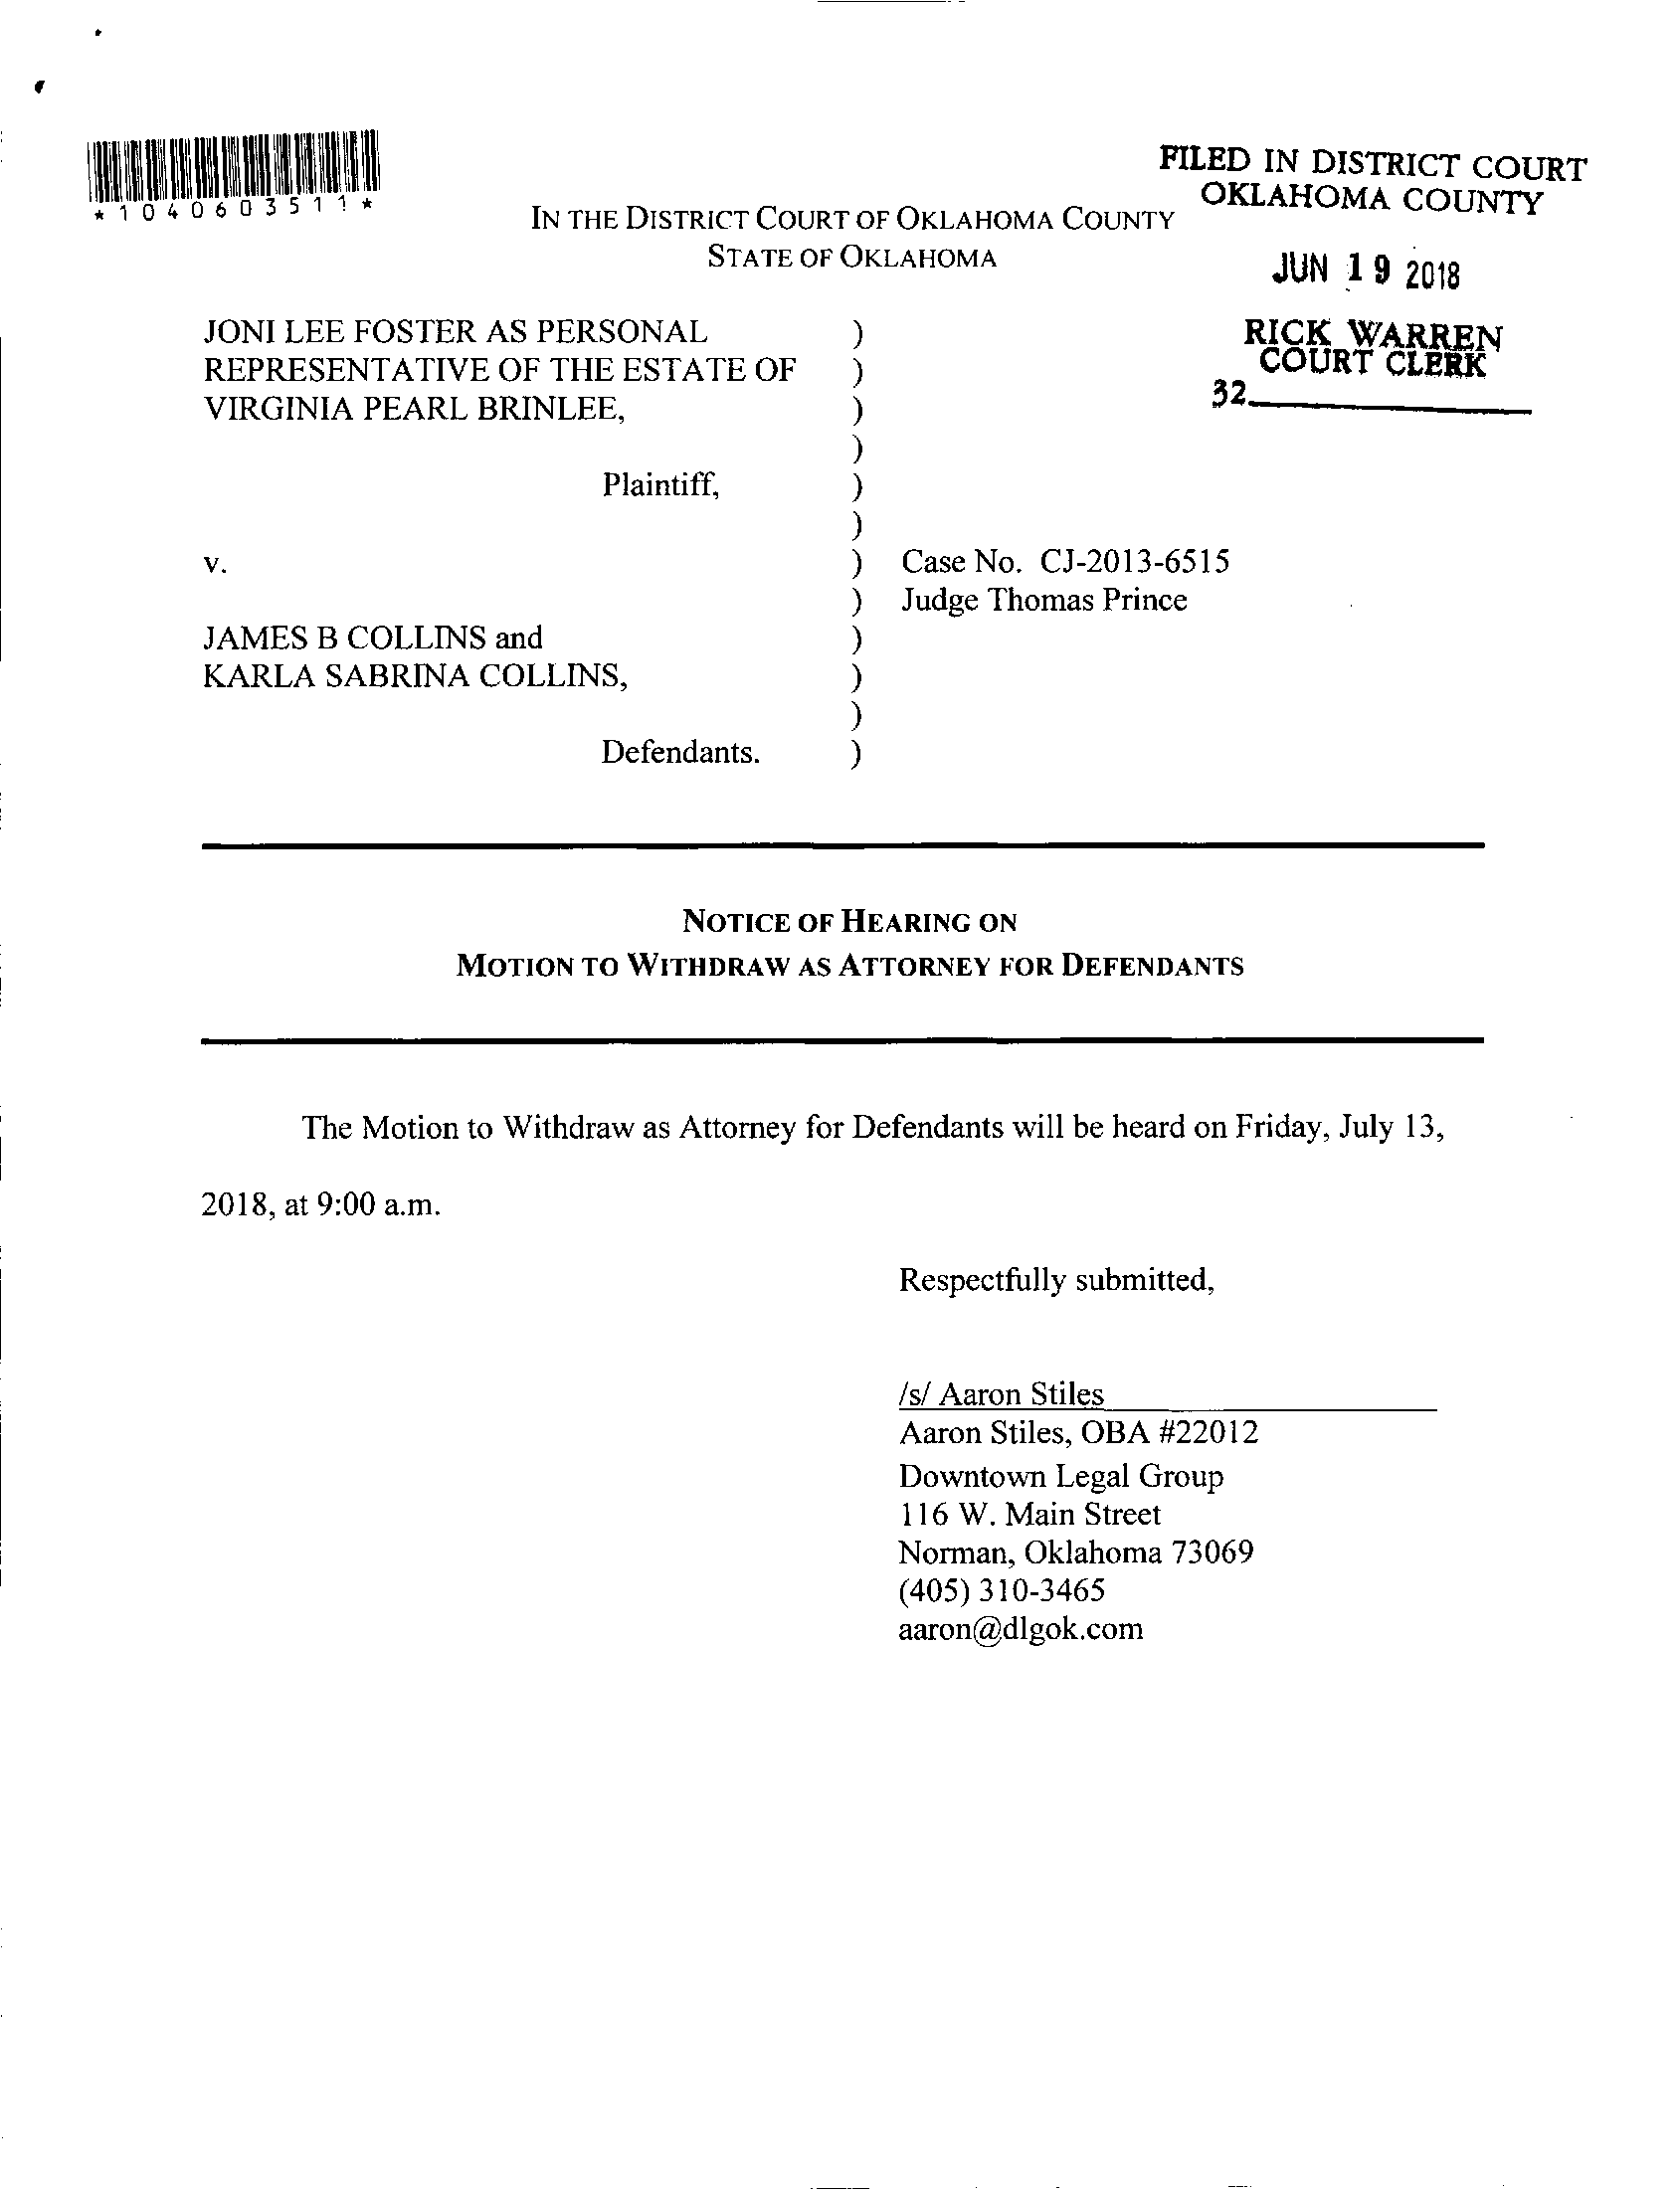 *1040603511*
FILED IN DISTRICT COURT
OKLAHOMA COUNTY
IN THE DISTRICT COURT OF OKLAHOMA COUNTY
STATE OF OKLAHOMA
JUN 19 2018
RICK WARREN
COURT CLERK
32
JONI LEE FOSTER AS PERSONAL )
REPRESENTATIVE OF THE ESTATE OF )
VIRGINIA PEARL BRINLEE, )
)
Plaintiff, )
)
v. ) Case No. CJ-2013-6515
) Judge Thomas Prince
JAMES B COLLINS and )
KARLA SABRINA COLLINS, )
)
Defendants. )
NOTICE OF HEARING ON
MOTION TO WITHDRAW AS ATTORNEY FOR DEFENDANTS
The Motion to Withdraw as Attorney for Defendants will be heard on Friday, July 13,
2018, at 9:00 a.m.
Respectfully submitted,
/s/ Aaron Stiles
Aaron Stiles, OBA #22012
Downtown Legal Group
116 W. Main Street
Norman, Oklahoma 73069
(405) 310-3465
aaron@dlgok.com